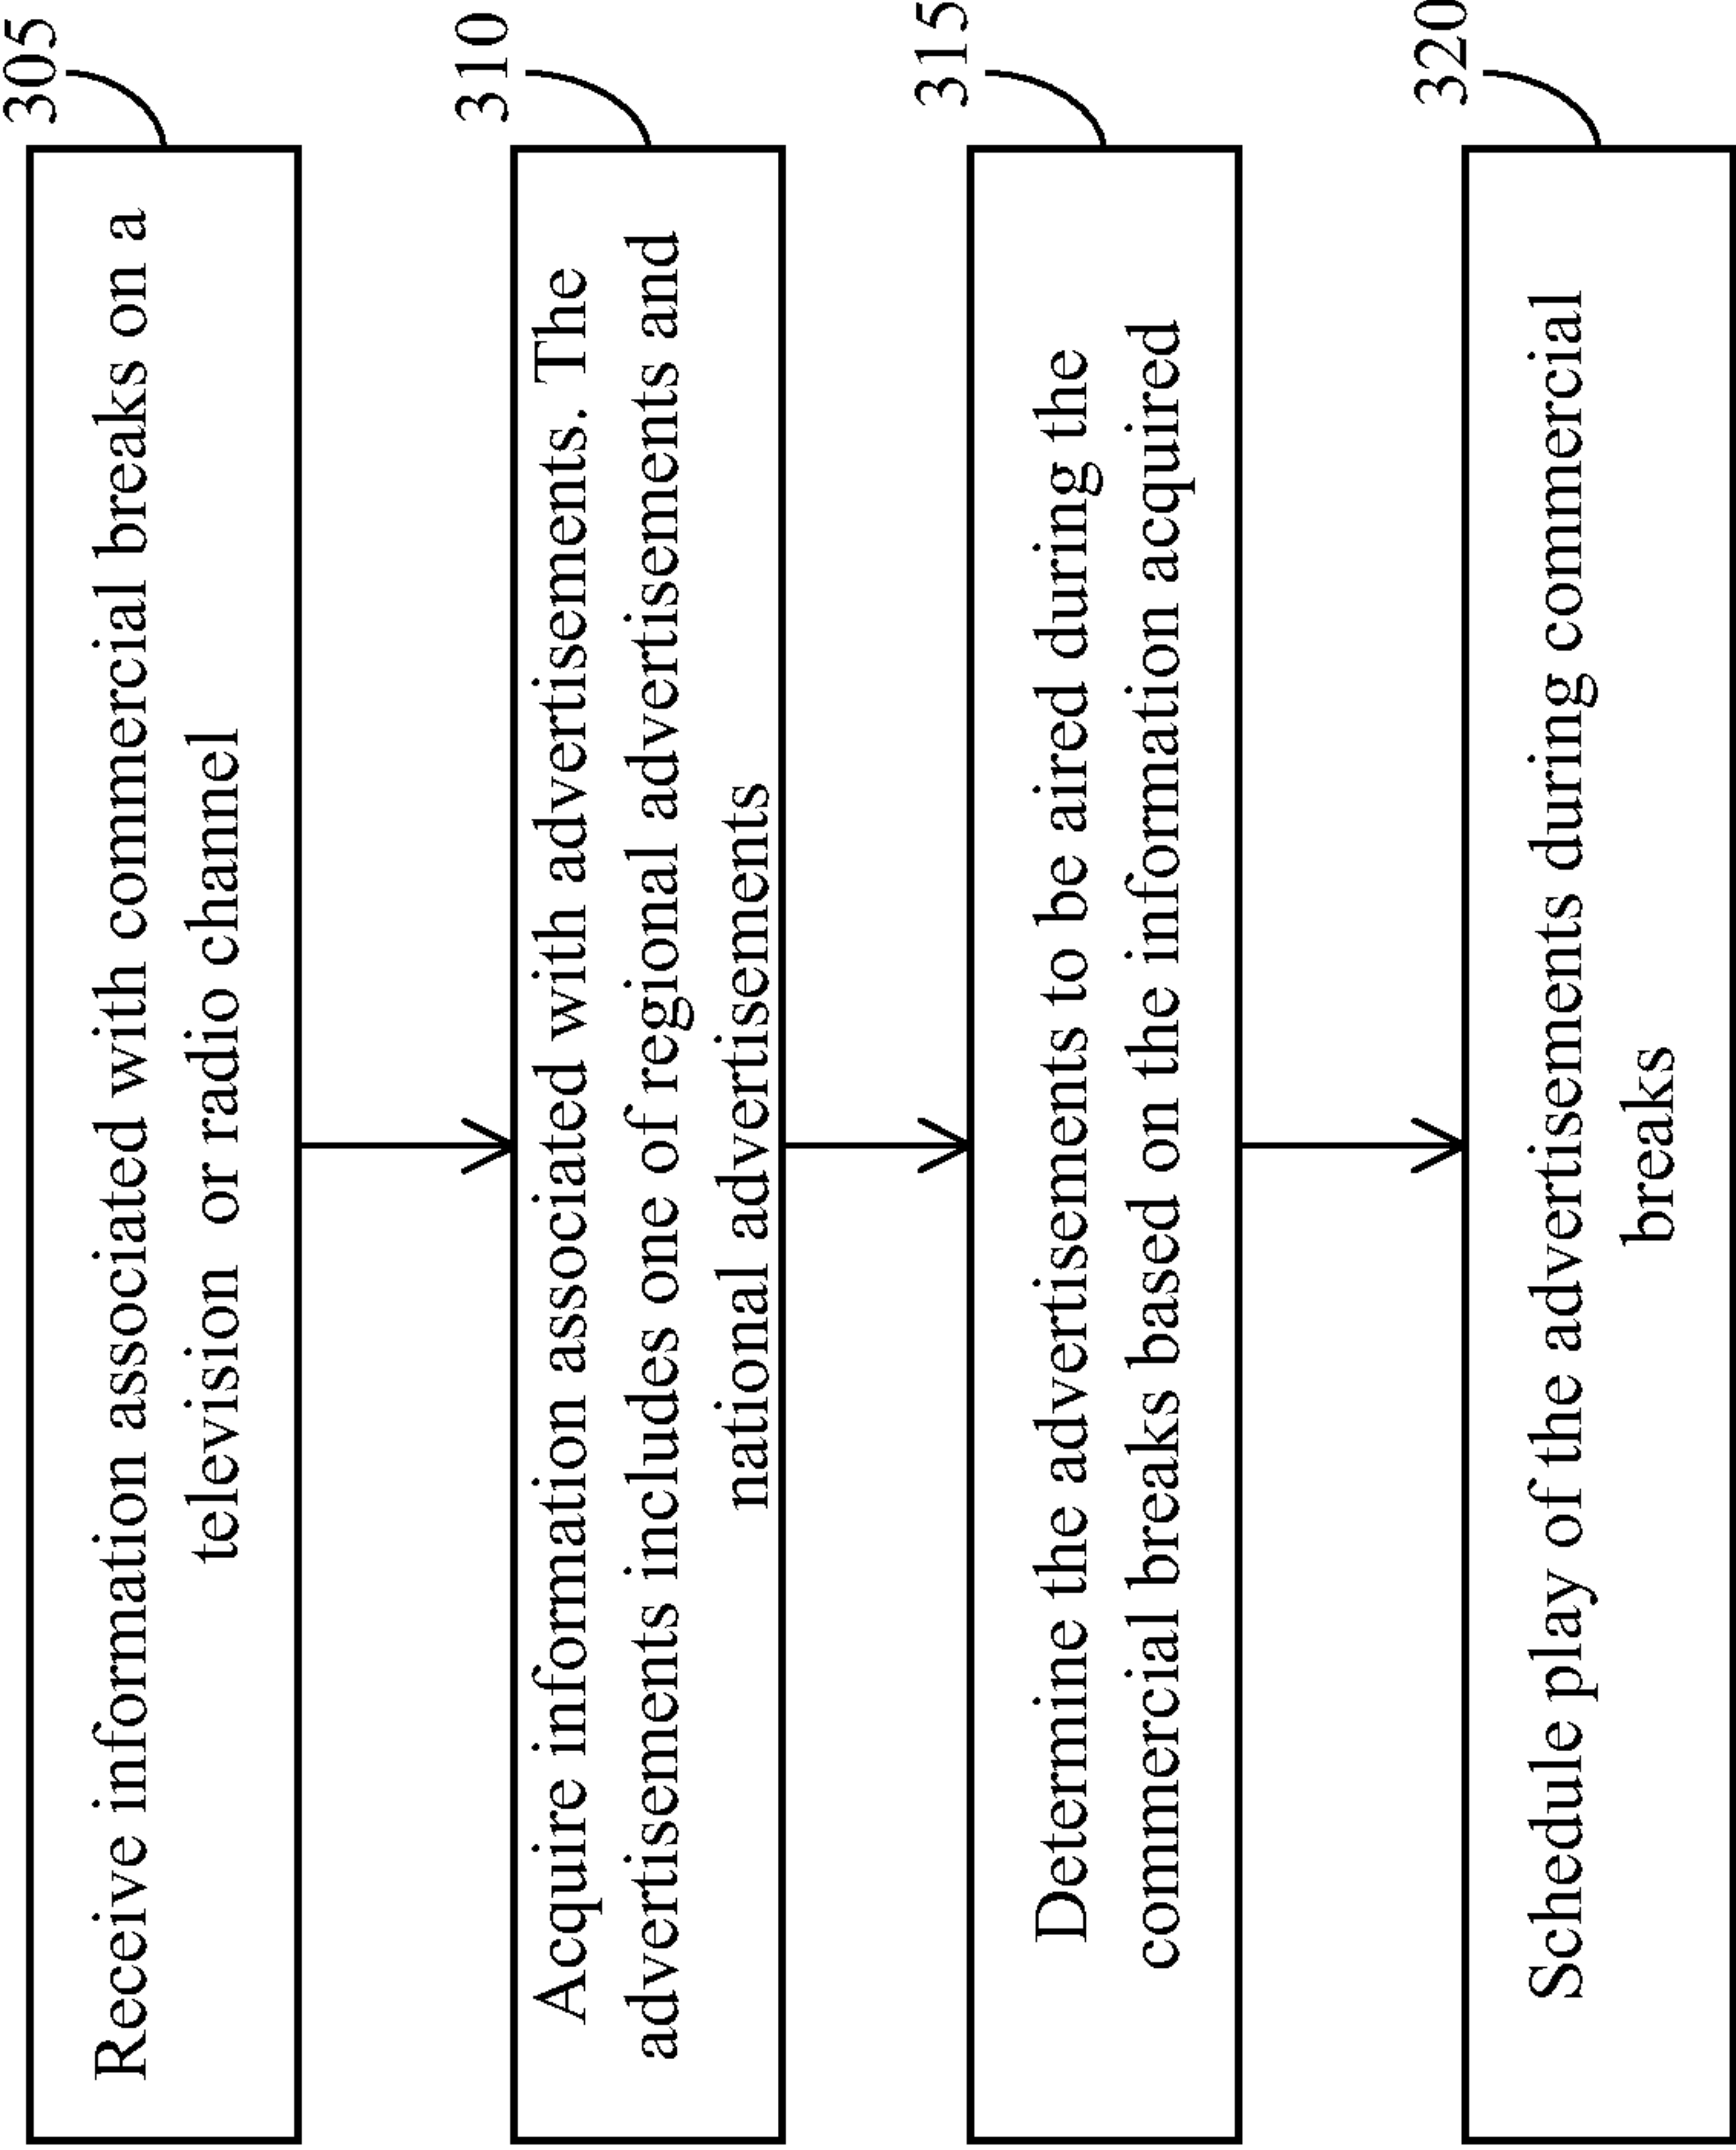 305
Receive information associated with commercial breaks on a
television or radio channel
310
Acquire information associated with advertisements. The
advertisements includes one of regional advertisements and
national advertisements
315
Determine the advertisements to be aired during the
commercial breaks based on the information acquired
320
Schedule play of the advertisements during commercial
breaks